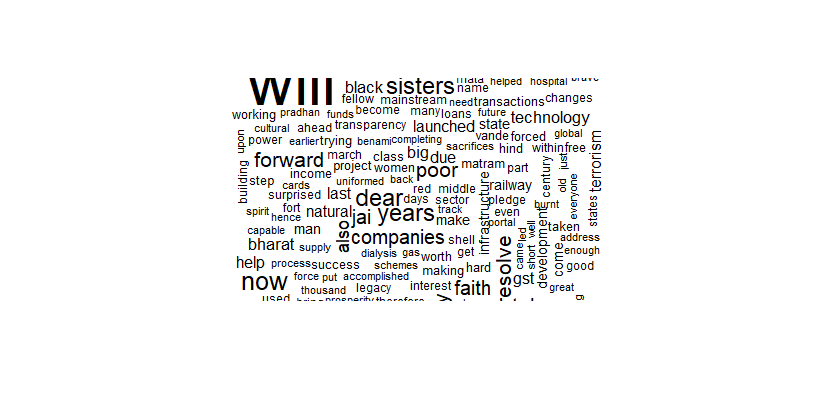 will black sisters mata helped hospital brave
name
fellow mainstream need transactions changes
working pradhan funds become many loans future technology
cultural ahead transparency launched state
power earlier trying benami completing vande forced global
sacrifices hind within free
upon
building
forward march class big due matram part
income project women poor
step cards uniformed back red middle railway
surprised last dear days sector pledge
century old just terrorism
spirit fort natural jai years track even burnt
hence make portal
capable man also companies shell infrastructure
everyone states
bharat supply dialysis gas worth get
resolve came led short well development taken
address
come enough
help process success schemes making hard gst good
now force put accomplished interest faith great
thousand legacy
used bring prosperity therefore